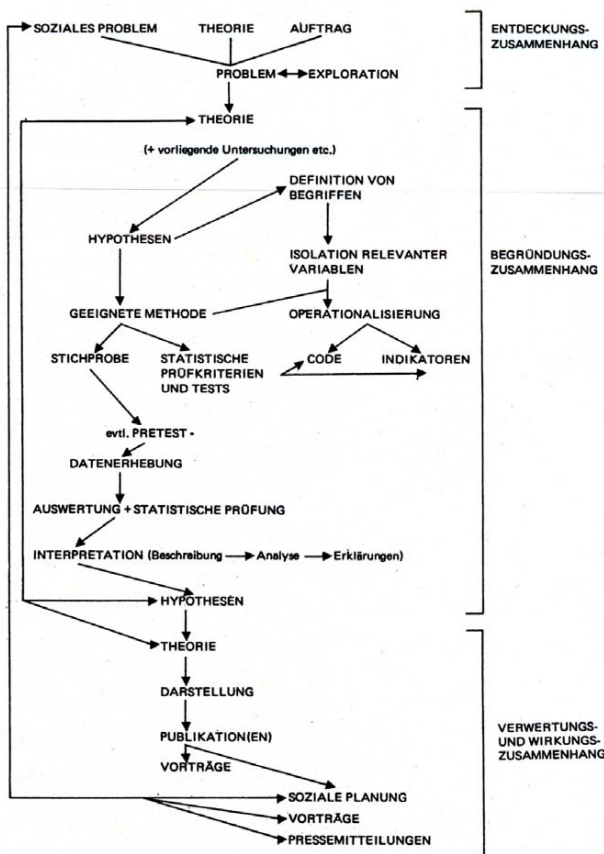 SOZIALES PROBLEM THEORIE AUFTRAG
ENTDECKUNGS-
ZUSAMMENHANG
PROBLEM EXPLORATION
THEORIE
(+ vorliegende Untersuchungen etc.)
DEFINITION VON
BEGRIFFEN
HYPOTHESEN
ISOLATION RELEVANTER
VARIABLEN
BEGRÜNDUNGS-
ZUSAMMENHANG
GEEIGNETE METHODE OPERATIONALISIERUNG
STICHPROBE STATISTISCHE CODE INDIKATOREN
PRÜFKRITERIEN
UND TESTS
evtl. PRETEST -
DATENERHEBUNG
AUSWERTUNG + STATISTISCHE PRÜFUNG
INTERPRETATION (Beschreibung Analyse Erklärungen)
HYPOTHESEN
THEORIE
DARSTELLUNG
PUBLIKATION(EN)
VORTRÄGE
VERWERTUNGS-
UND WIRKUNGS-
ZUSAMMENHANG
SOZIALE PLANUNG
VORTRÄGE
PRESSEMITTEILUNGEN